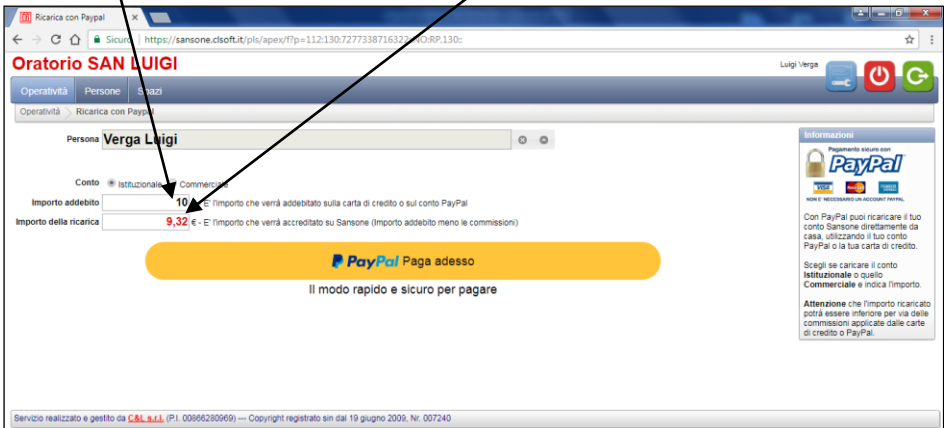 Ricarica con Paypal
Sicuro https://sansone.clsoft.it/pls/apex/f?p=112:130:7277338716322::NO:RP,130::
Oratorio SAN LUIGI
Luigi Verga
Operatività Persone Spazi
Operatività Ricarica con Paypal
Persona Verga Luigi
Conto Istituzionale Commerciale
Importo addebito 10 - E' l'importo che verrà addebitato sulla carta di credito o sul conto PayPal
Importo della ricarica 9,32 € - E' l'importo che verrà accreditato su Sansone (Importo addebito meno le commissioni)
PayPal Paga adesso
Il modo rapido e sicuro per pagare
Informazioni
Pagamento sicuro con
PayPal
VISA
NON E' NECESSARIO UN ACCOUNT PAYPAL
Con PayPal puoi ricaricare il tuo
conto Sansone direttamente da
casa, utilizzando il tuo conto
PayPal o la tua carta di credito.
Scegli se caricare il conto
Istituzionale o quello
Commerciale e indica l'importo.
Attenzione che l'importo ricaricato
potrà essere inferiore per via delle
commissioni applicate dalle carte
di credito o PayPal.
Servizio realizzato e gestito da C&L s.r.l. (P.I. 00866280969) --- Copyright registrato sin dal 19 giugno 2009, Nr. 007240